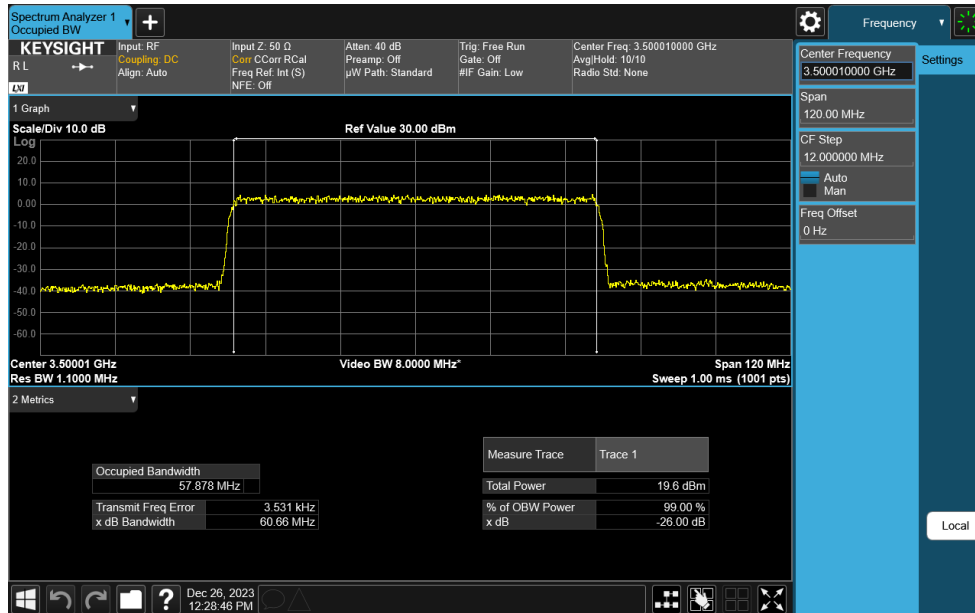 Spectrum Analyzer 1
Occupied BW
Frequency
KEYSIGHT
R L
LXI
Input: RF
Coupling: DC
Align: Auto
Input Z: 50 Ω
Corr CCorr RCal
Freq Ref: Int (S)
NFE: Off
Atten: 40 dB
Preamp: Off
µW Path: Standard
Trig: Free Run
Gate: Off
#IF Gain: Low
Center Freq: 3.500010000 GHz
Avg|Hold: 10/10
Radio Std: None
Center Frequency
3.500010000 GHz
Settings
Span
120.00 MHz
CF Step
12.000000 MHz
Auto
Man
Freq Offset
0 Hz
Local
1 Graph
Scale/Div 10.0 dB
Ref Value 30.00 dBm
Log
20.0
10.0
0.00
-10.0
-20.0
-30.0
-40.0
-50.0
-60.0
Center 3.50001 GHz
Video BW 8.0000 MHz*
Span 120 MHz
Res BW 1.1000 MHz
Sweep 1.00 ms (1001 pts)
2 Metrics
Measure Trace Trace 1
Occupied Bandwidth
57.878 MHz
Total Power 19.6 dBm
Transmit Freq Error 3.531 kHz
% of OBW Power 99.00 %
x dB Bandwidth 60.66 MHz
x dB -26.00 dB
?
Dec 26, 2023
12:28:46 PM